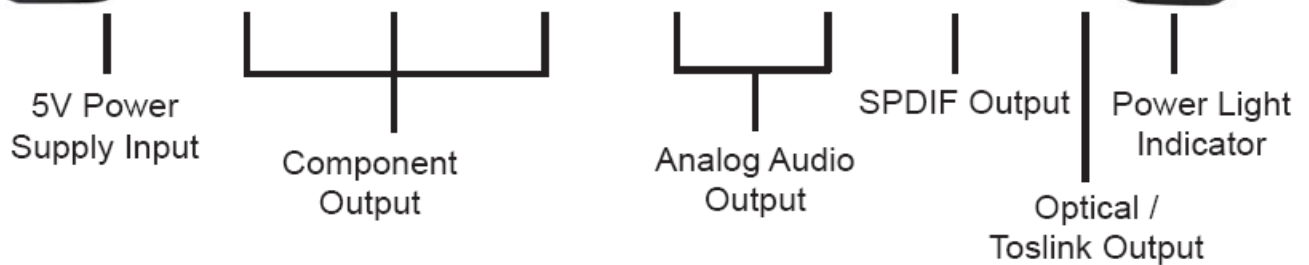 5V Power
Supply Input
Component
Output
Analog Audio
Output
SPDIF Output
Optical /
Toslink Output
Power Light
Indicator